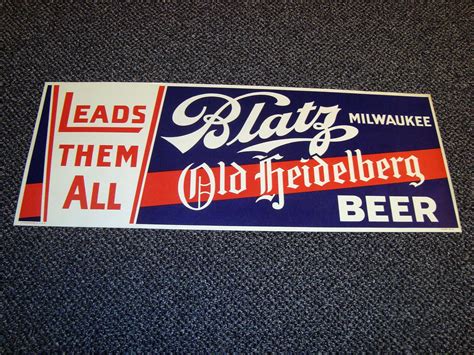 LEADS
THEM
ALL
Blatz MILWAUKEE
Old Heidelberg
BEER